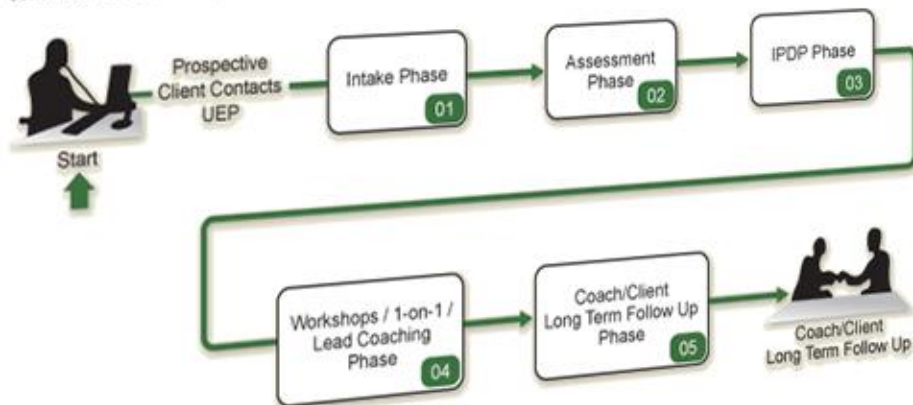 Start
Prospective
Client Contacts
UEP
Intake Phase
01
Assessment
Phase
02
IPDP Phase
03
Workshops / 1-on-1 /
Lead Coaching
Phase
04
Coach/Client
Long Term Follow Up
Phase
05
Coach/Client
Long Term Follow Up